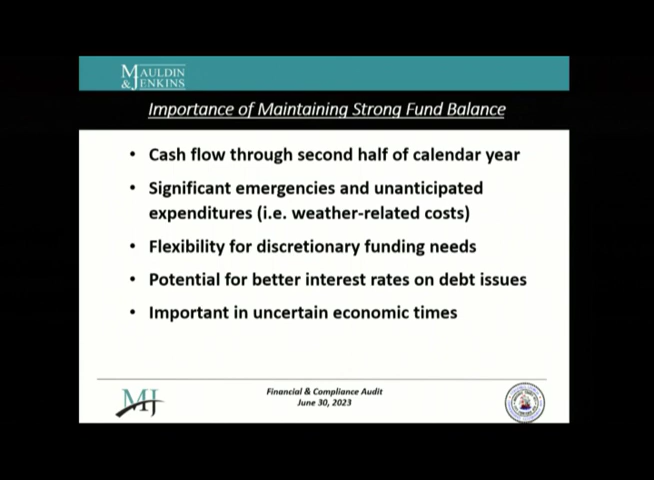 MAULDIN
& JENKINS
Importance of Maintaining Strong Fund Balance
• Cash flow through second half of calendar year
• Significant emergencies and unanticipated
expenditures (i.e. weather-related costs)
• Flexibility for discretionary funding needs
• Potential for better interest rates on debt issues
• Important in uncertain economic times
MJ
Financial & Compliance Audit
June 30, 2023